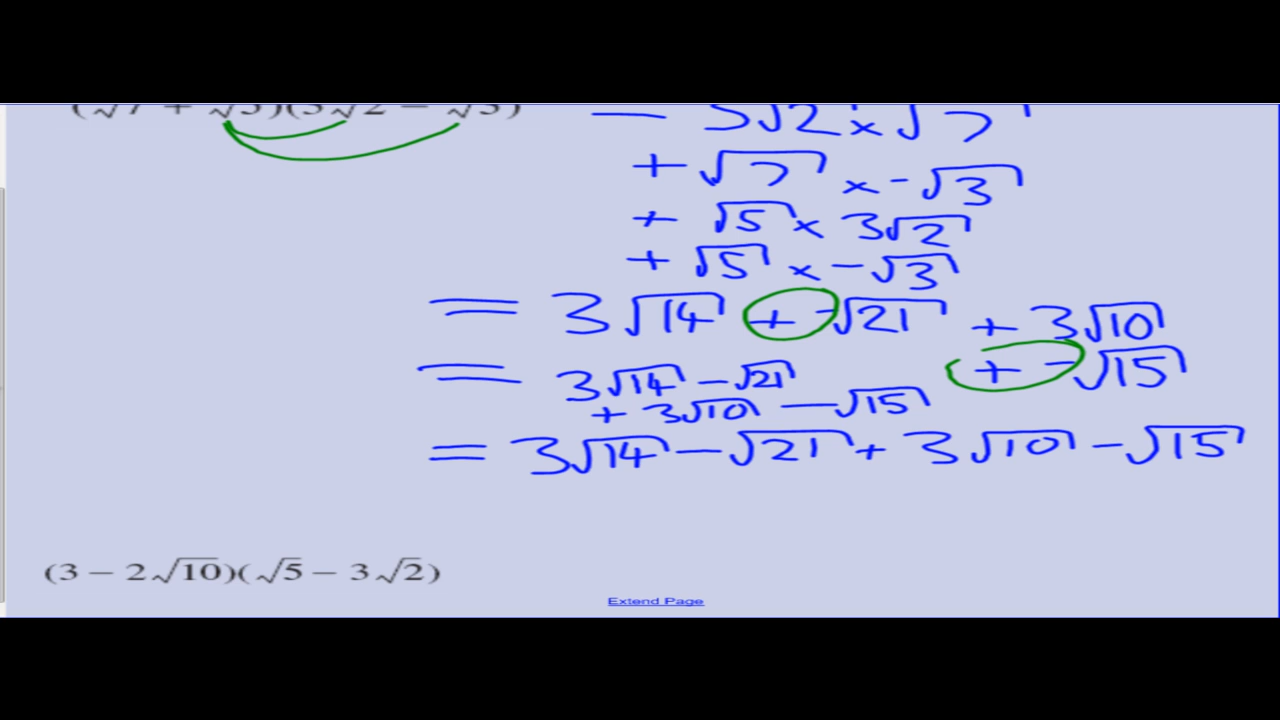 (√7 + √5)(3√2 − √3)
= 3√2 × √7
+ √7 × -√3
+ √5 × 3√2
+ √5 × -√3
= 3√14 + -√21 + 3√10
+ -√15
= 3√14 - √21
+ 3√10 - √15
= 3√14 - √21 + 3√10 - √15
(3 − 2√10)(√5 − 3√2)
Extend Page